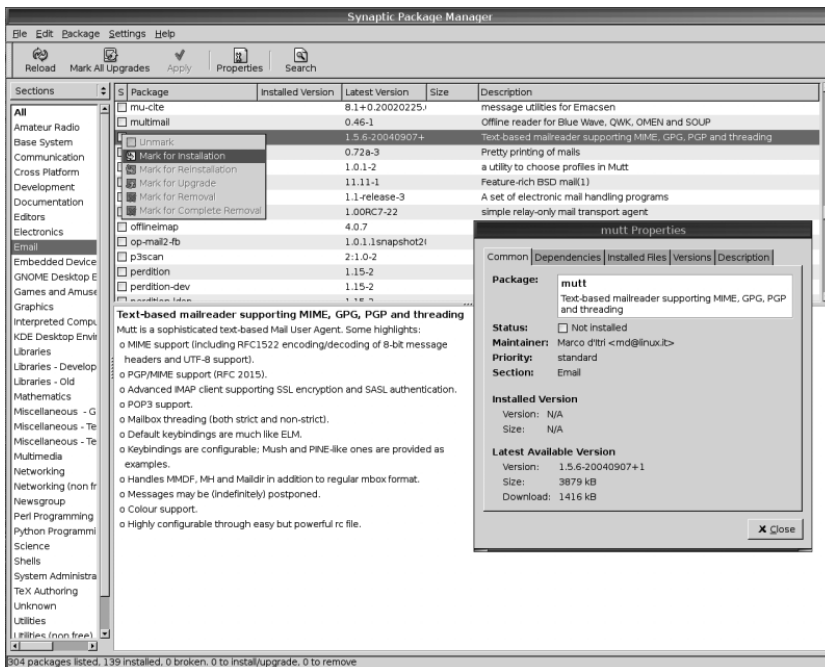 Synaptic Package Manager
File Edit Package Settings Help
Reload Mark All Upgrades Apply Properties Search
Sections
All
Amateur Radio
Base System
Communication
Cross Platform
Development
Documentation
Editors
Electronics
Email
Embedded Device
GNOME Desktop E
Games and Amuse
Graphics
Interpreted Compu
KDE Desktop Envir
Libraries
Libraries - Develop
Libraries - Old
Mathematics
Miscellaneous - G
Miscellaneous - Te
Miscellaneous - Te
Multimedia
Networking
Networking (non fr
Newsgroup
Perl Programming
Python Programmi
Science
Shells
System Administra
TeX Authoring
Unknown
Utilities
Utilities (non free)
S Package Installed Version Latest Version Size Description
mu-cite 8.1+0.20020225. message utilities for Emacsen
multimail 0.46-1 Offline reader for Blue Wave, QWK, OMEN and SOUP
1.5.6-20040907+ Text-based mailreader supporting MIME, GPG, PGP and threading
0.72a-3 Pretty printing of mails
1.0.1-2 a utility to choose profiles in Mutt
11.11-1 Feature-rich BSD mail(1)
1.1-release-3 A set of electronic mail handling programs
1.00RC7-22 simple relay-only mail transport agent
offlineimap 4.0.7
op-mail2-fb 1.0.1.1snapshot2(
p3scan 2:1.0-2
perdition 1.15-2
perdition-dev 1.15-2
perdition-ldap 1.15-2
Unmark
Mark for Installation
Mark for Reinstallation
Mark for Upgrade
Mark for Removal
Mark for Complete Removal
Text-based mailreader supporting MIME, GPG, PGP and threading
Mutt is a sophisticated text-based Mail User Agent. Some highlights:
o MIME support (including RFC1522 encoding/decoding of 8-bit message
headers and UTF-8 support).
o PGP/MIME support (RFC 2015).
o Advanced IMAP client supporting SSL encryption and SASL authentication.
o POP3 support.
o Mailbox threading (both strict and non-strict).
o Default keybindings are much like ELM.
o Keybindings are configurable; Mush and PINE-like ones are provided as
examples.
o Handles MMDF, MH and Maildir in addition to regular mbox format.
o Messages may be (indefinitely) postponed.
o Colour support.
o Highly configurable through easy but powerful rc file.
mutt Properties
Common Dependencies Installed Files Versions Description
Package: mutt
Text-based mailreader supporting MIME, GPG, PGP
and threading
Status: Not installed
Maintainer: Marco d'Itri <md@linux.it>
Priority: standard
Section: Email
Installed Version
Version: N/A
Size: N/A
Latest Available Version
Version: 1.5.6-20040907+1
Size: 3879 kB
Download: 1416 kB
Close
304 packages listed, 139 installed, 0 broken. 0 to install/upgrade, 0 to remove